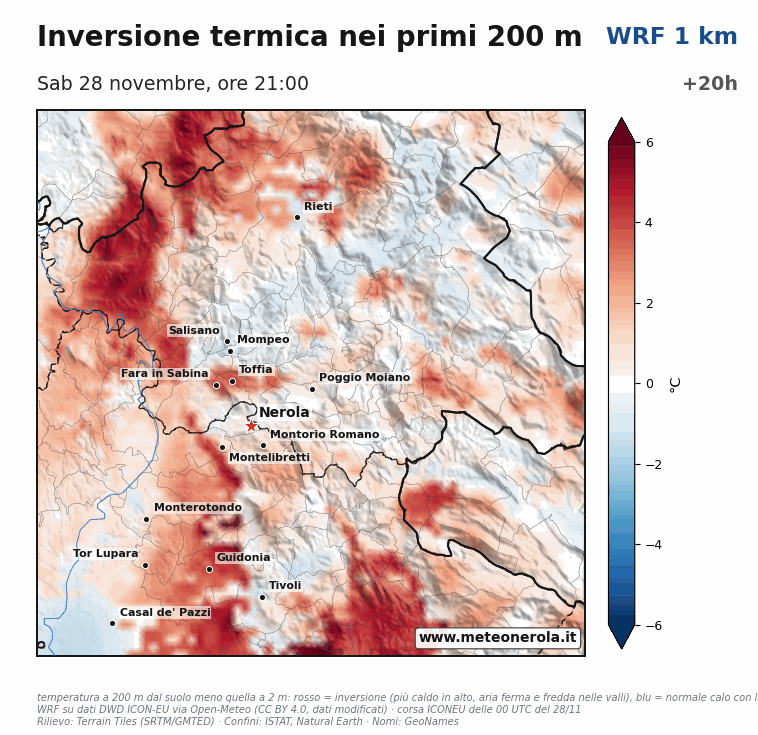 Inversione termica nei primi 200 m
WRF 1 km
Sab 28 novembre, ore 21:00
+20h
Rieti
Salisano
Mompeo
Fara in Sabina
Toffia
Poggio Moiano
Nerola
Montorio Romano
Montelibretti
Monterotondo
Tor Lupara
Guidonia
Tivoli
Casal de' Pazzi
www.meteonerola.it
6
4
2
0
−2
−4
−6
°C
temperatura a 200 m dal suolo meno quella a 2 m: rosso = inversione (più caldo in alto, aria ferma e fredda nelle valli), blu = normale calo con l
WRF su dati DWD ICON-EU via Open-Meteo (CC BY 4.0, dati modificati) · corsa ICONEU delle 00 UTC del 28/11
Rilievo: Terrain Tiles (SRTM/GMTED) · Confini: ISTAT, Natural Earth · Nomi: GeoNames